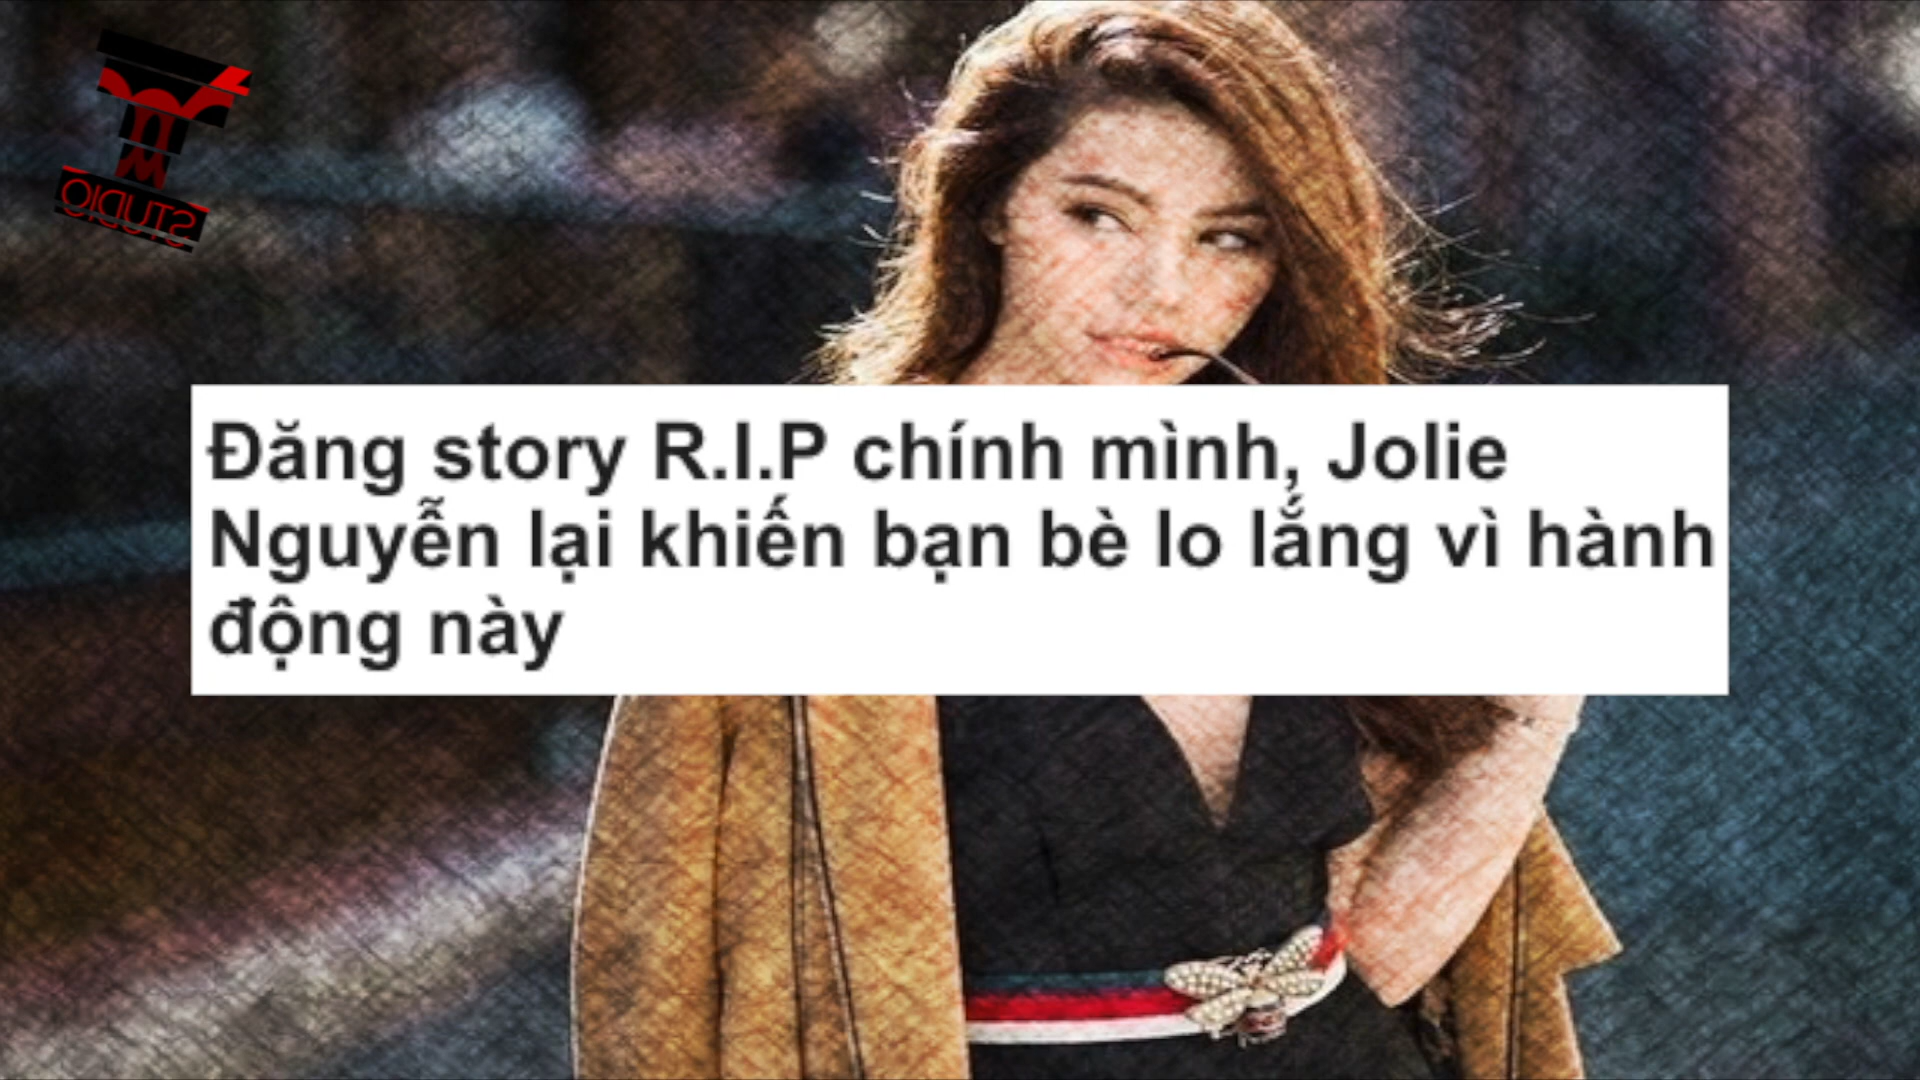 STUDIO
Đăng story R.I.P chính mình, Jolie
Nguyễn lại khiến bạn bè lo lắng vì hành
động này